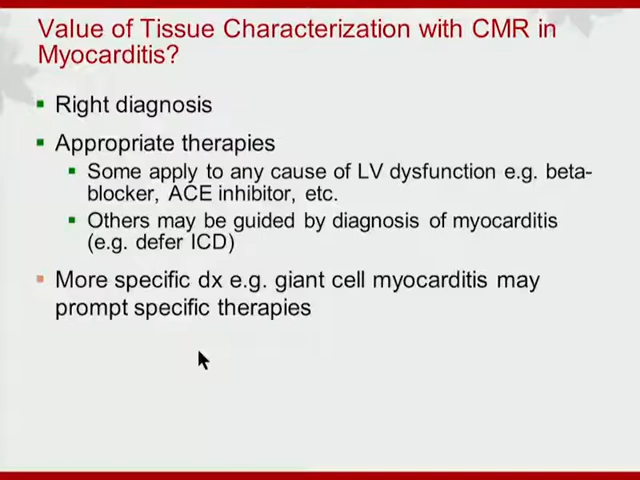 Value of Tissue Characterization with CMR in
Myocarditis?
Right diagnosis
Appropriate therapies
Some apply to any cause of LV dysfunction e.g. beta-
blocker, ACE inhibitor, etc.
Others may be guided by diagnosis of myocarditis
(e.g. defer ICD)
More specific dx e.g. giant cell myocarditis may
prompt specific therapies